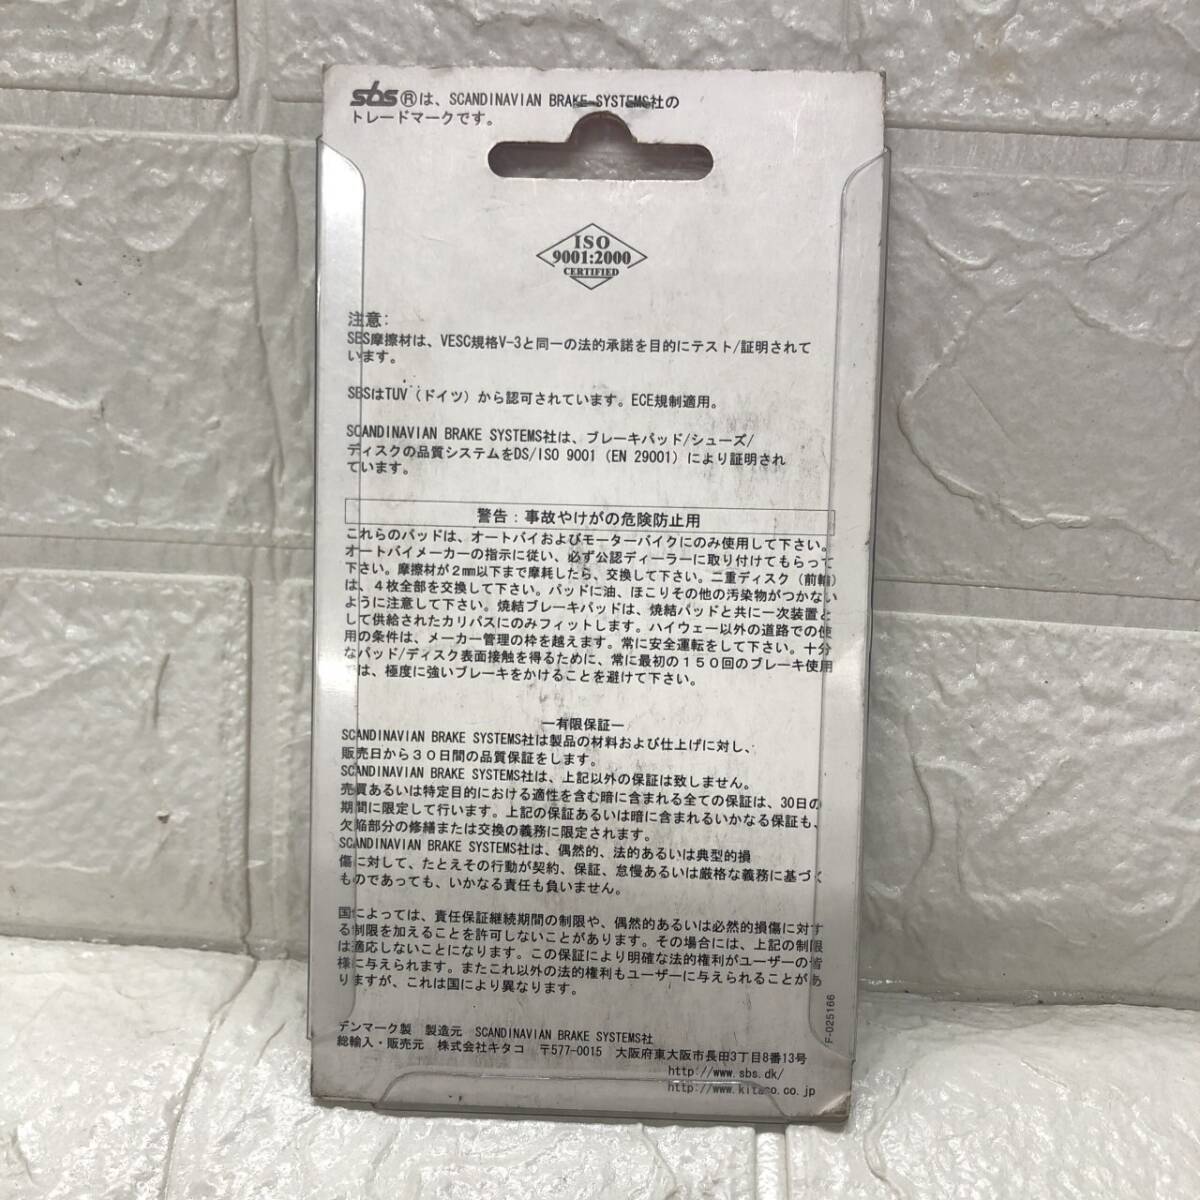 sbs®は、SCANDINAVIAN BRAKE SYSTEMS社の
トレードマークです。
ISO
9001:2000
CERTIFIED
注意:
SBS摩擦材は、VESC規格V-3と同一の法的承諾を目的にテスト/証明されて
います。
SBSはTUV(ドイツ)から認可されています。ECE規制適用。
SCANDINAVIAN BRAKE SYSTEMS社は、ブレーキパッド/シューズ/
ディスクの品質システムをDS/ISO 9001(EN 29001)により証明され
ています。
警告:事故やけがの危険防止用
これらのパッドは、オートバイおよびモーターバイクにのみ使用して下さい。
オートバイメーカーの指示に従い、必ず公認ディーラーに取り付けてもらって
下さい。摩擦材が2mm以下まで摩耗したら、交換して下さい。二重ディスク(前輪)
は、4枚全部を交換して下さい。パッドに油、ほこりその他の汚染物がつかない
ように注意して下さい。焼結ブレーキパッドは、焼結パッドと共に一次装置と
して供給されたカリパスにのみフィットします。ハイウェー以外の道路での使
用の条件は、メーカー管理の枠を越えます。常に安全運転をして下さい。十分
なパッド/ディスク表面接触を得るために、常に最初の150回のブレーキ使用
では、極度に強いブレーキをかけることを避けて下さい。
―有限保証―
SCANDINAVIAN BRAKE SYSTEMS社は製品の材料および仕上げに対し、
販売日から30日間の品質保証をします。
SCANDINAVIAN BRAKE SYSTEMS社は、上記以外の保証は致しません。
売買あるいは特定目的における適性を含む暗に含まれる全ての保証は、30日の
期間に限定して行います。上記の保証あるいは暗に含まれるいかなる保証も、
欠陥部分の修繕または交換の義務に限定されます。
SCANDINAVIAN BRAKE SYSTEMS社は、偶然的、法的あるいは典型的損
傷に対して、たとえその行動が契約、保証、怠慢あるいは厳格な義務に基づく
ものであっても、いかなる責任も負いません。
国によっては、責任保証継続期間の制限や、偶然的あるいは必然的損傷に対す
る制限を加えることを許可しないことがあります。その場合には、上記の制限
は適応しないことになります。この保証により明確な法的権利がユーザーの皆
様に与えられます。またこれ以外の法的権利もユーザーに与えられることがあ
りますが、これは国により異なります。
F-025166
デンマーク製 製造元 SCANDINAVIAN BRAKE SYSTEMS社
総輸入・販売元 株式会社キタコ 〒577-0015 大阪府東大阪市長田3丁目8番13号
http://www.sbs.dk/
http://www.kitaco.co.jp